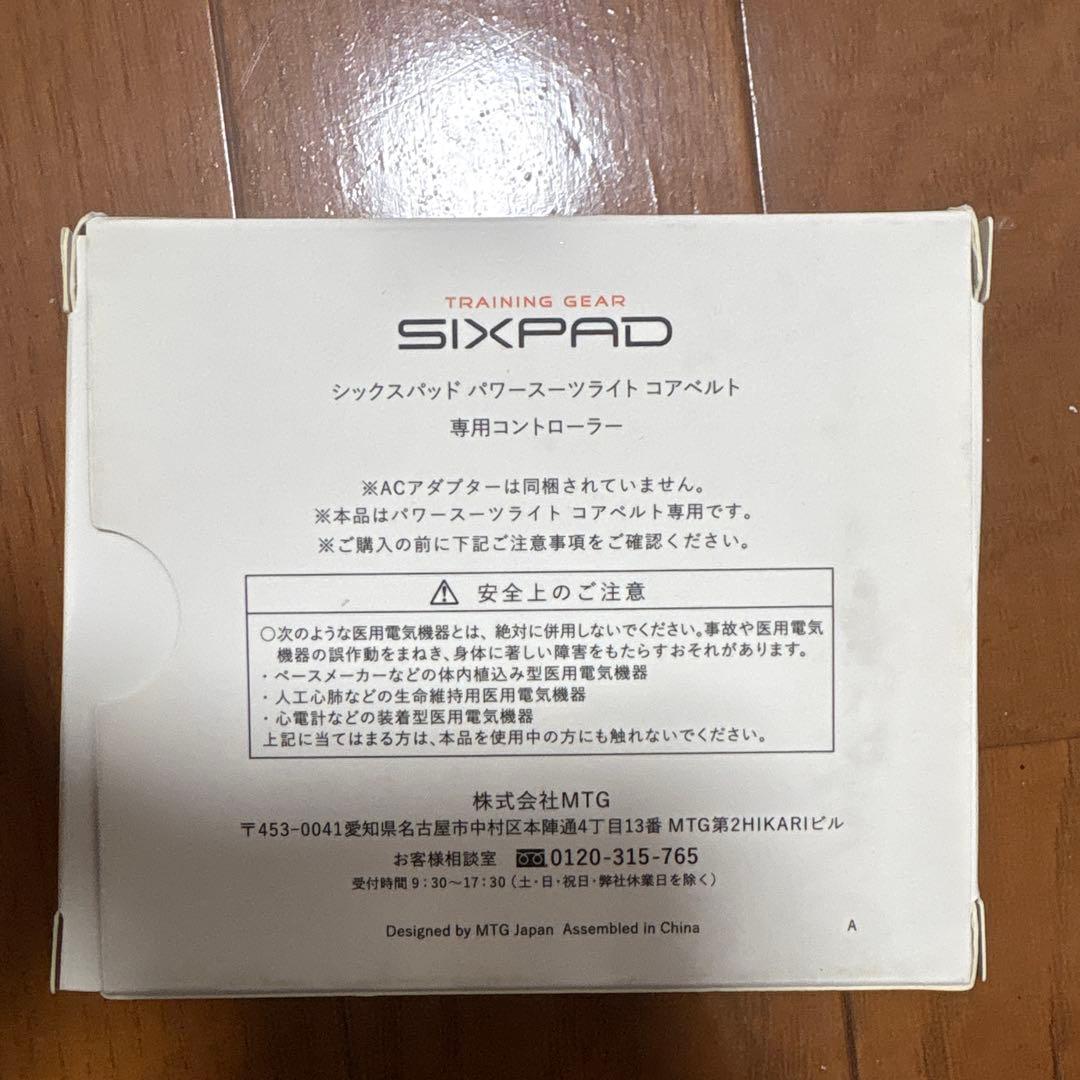 TRAINING GEAR
SIXPAD
シックスパッド パワースーツライト コアベルト
専用コントローラー
※ACアダプターは同梱されていません。
※本品はパワースーツライト コアベルト専用です。
※ご購入の前に下記ご注意事項をご確認ください。
⚠ 安全上のご注意
○次のような医用電気機器とは、絶対に併用しないでください。事故や医用電気
機器の誤作動をまねき、身体に著しい障害をもたらすおそれがあります。
・ペースメーカーなどの体内植込み型医用電気機器
・人工心肺などの生命維持用医用電気機器
・心電計などの装着型医用電気機器
上記に当てはまる方は、本品を使用中の方にも触れないでください。
株式会社MTG
〒453-0041愛知県名古屋市中村区本陣通4丁目13番 MTG第2HIKARIビル
お客様相談室 0120-315-765
受付時間 9:30〜17:30（土・日・祝日・弊社休業日を除く）
Designed by MTG Japan Assembled in China
A